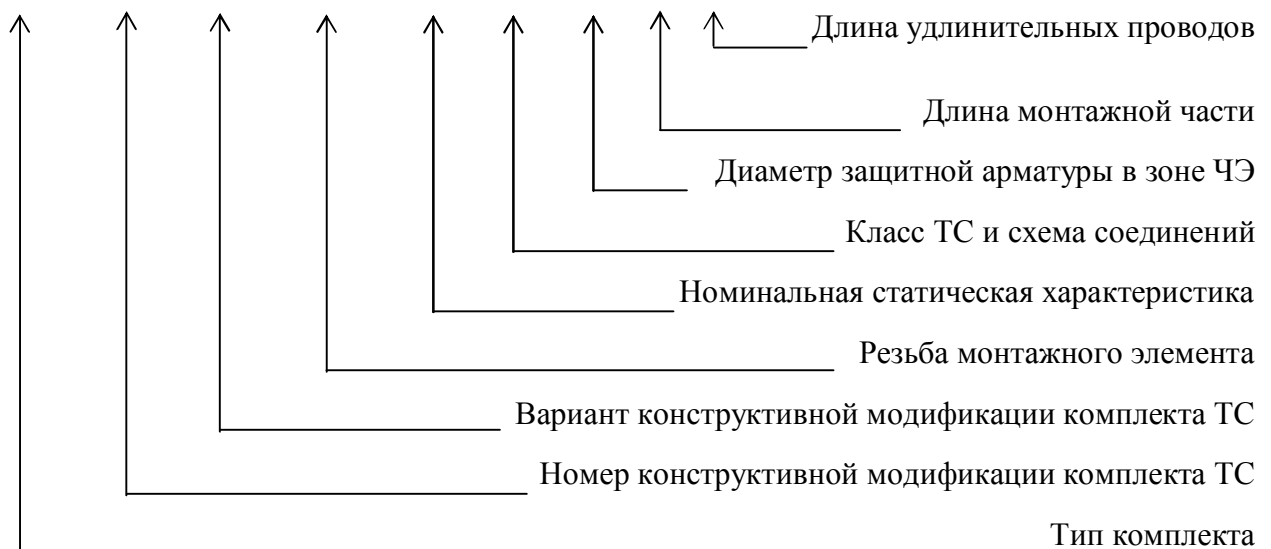 Длина удлинительных проводов
Длина монтажной части
Диаметр защитной арматуры в зоне ЧЭ
Класс ТС и схема соединений
Номинальная статическая характеристика
Резьба монтажного элемента
Вариант конструктивной модификации комплекта ТС
Номер конструктивной модификации комплекта ТС
Тип комплекта